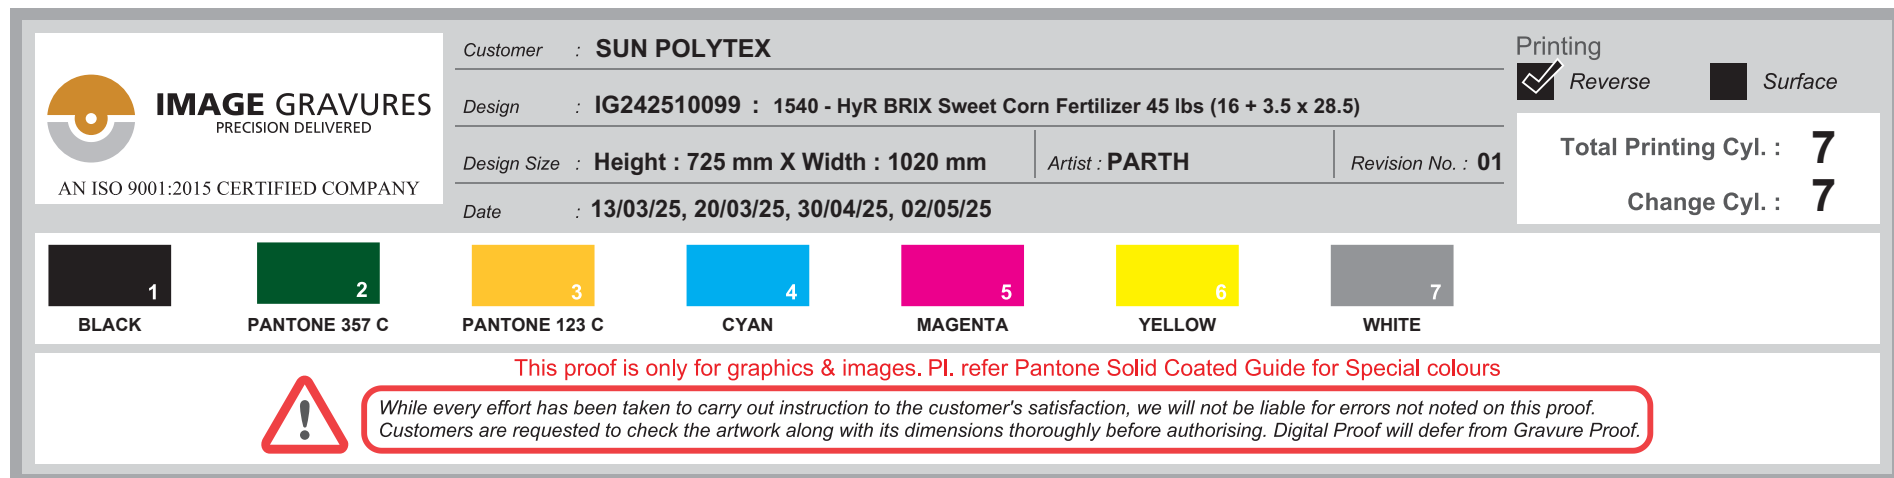 IMAGE GRAVURES
PRECISION DELIVERED
AN ISO 9001:2015 CERTIFIED COMPANY
Customer : SUN POLYTEX
Design : IG242510099 : 1540 - HyR BRIX Sweet Corn Fertilizer 45 lbs (16 + 3.5 x 28.5)
Design Size : Height : 725 mm X Width : 1020 mm Artist : PARTH Revision No. : 01
Date : 13/03/25, 20/03/25, 30/04/25, 02/05/25
Printing
Reverse Surface
Total Printing Cyl. : 7
Change Cyl. : 7
1 2 3 4 5 6 7
BLACK PANTONE 357 C PANTONE 123 C CYAN MAGENTA YELLOW WHITE
This proof is only for graphics & images. Pl. refer Pantone Solid Coated Guide for Special colours
While every effort has been taken to carry out instruction to the customer's satisfaction, we will not be liable for errors not noted on this proof.
Customers are requested to check the artwork along with its dimensions thoroughly before authorising. Digital Proof will defer from Gravure Proof.